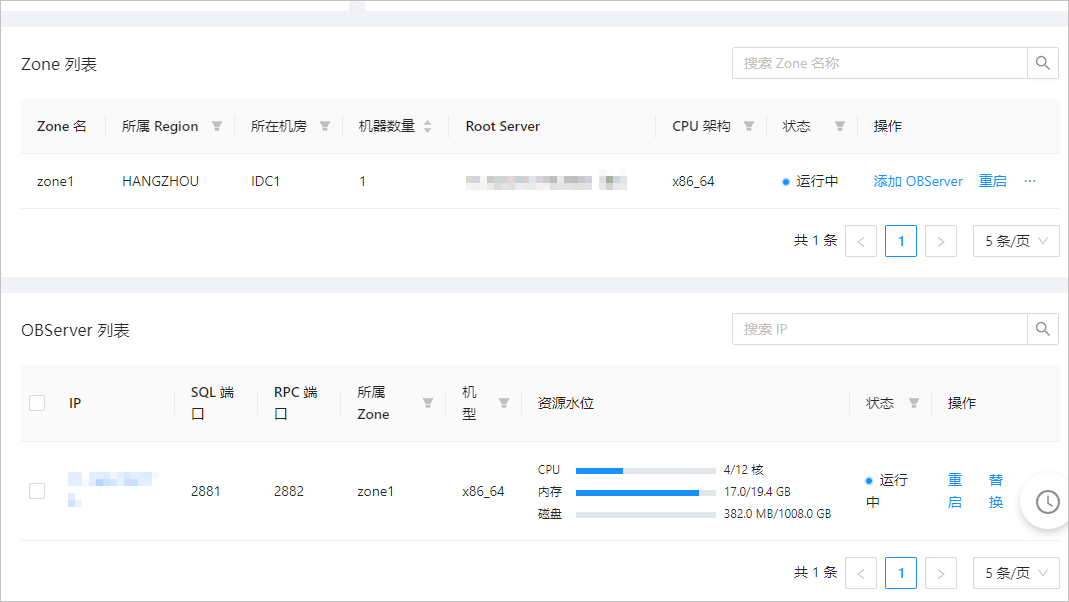 Zone 列表
搜索 Zone 名称
Zone 名 所属 Region 所在机房 机器数量 Root Server CPU 架构 状态 操作
zone1 HANGZHOU IDC1 1 x86_64 运行中 添加 OBServer 重启 ···
共 1 条 < 1 > 5 条/页
OBServer 列表
搜索 IP
IP SQL 端口 RPC 端口 所属 Zone 机型 资源水位 状态 操作
2881 2882 zone1 x86_64
CPU 4/12 核
内存 17.0/19.4 GB
磁盘 382.0 MB/1008.0 GB
运行中 重启 替换
共 1 条 < 1 > 5 条/页